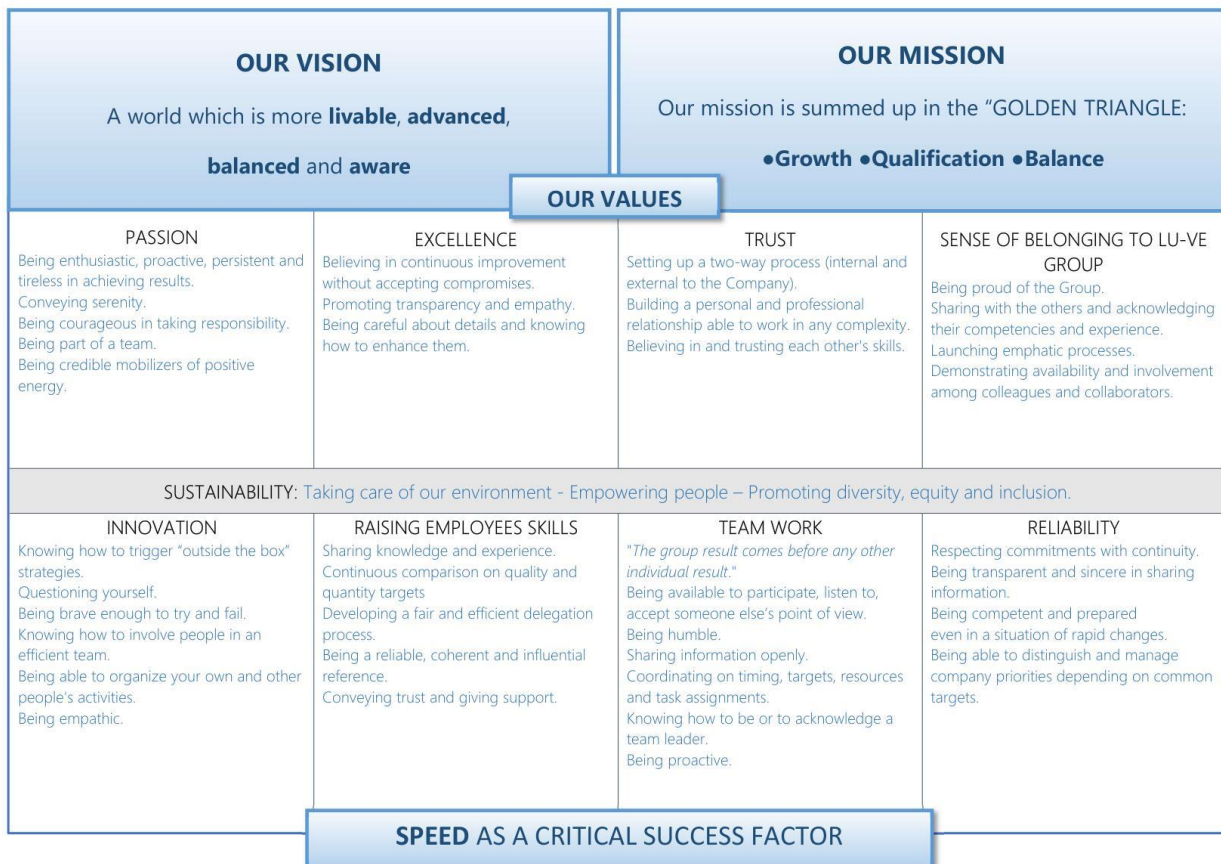 OUR VISION
A world which is more livable, advanced,
balanced and aware
OUR MISSION
Our mission is summed up in the “GOLDEN TRIANGLE:
●Growth ●Qualification ●Balance
OUR VALUES
PASSION
Being enthusiastic, proactive, persistent and
tireless in achieving results.
Conveying serenity.
Being courageous in taking responsibility.
Being part of a team.
Being credible mobilizers of positive
energy.
EXCELLENCE
Believing in continuous improvement
without accepting compromises.
Promoting transparency and empathy.
Being careful about details and knowing
how to enhance them.
TRUST
Setting up a two-way process (internal and
external to the Company).
Building a personal and professional
relationship able to work in any complexity.
Believing in and trusting each other's skills.
SENSE OF BELONGING TO LU-VE
GROUP
Being proud of the Group.
Sharing with the others and acknowledging
their competencies and experience.
Launching emphatic processes.
Demonstrating availability and involvement
among colleagues and collaborators.
SUSTAINABILITY: Taking care of our environment - Empowering people – Promoting diversity, equity and inclusion.
INNOVATION
Knowing how to trigger “outside the box”
strategies.
Questioning yourself.
Being brave enough to try and fail.
Knowing how to involve people in an
efficient team.
Being able to organize your own and other
people's activities.
Being empathic.
RAISING EMPLOYEES SKILLS
Sharing knowledge and experience.
Continuous comparison on quality and
quantity targets
Developing a fair and efficient delegation
process.
Being a reliable, coherent and influential
reference.
Conveying trust and giving support.
TEAM WORK
"The group result comes before any other
individual result."
Being available to participate, listen to,
accept someone else’s point of view.
Being humble.
Sharing information openly.
Coordinating on timing, targets, resources
and task assignments.
Knowing how to be or to acknowledge a
team leader.
Being proactive.
RELIABILITY
Respecting commitments with continuity.
Being transparent and sincere in sharing
information.
Being competent and prepared
even in a situation of rapid changes.
Being able to distinguish and manage
company priorities depending on common
targets.
SPEED AS A CRITICAL SUCCESS FACTOR